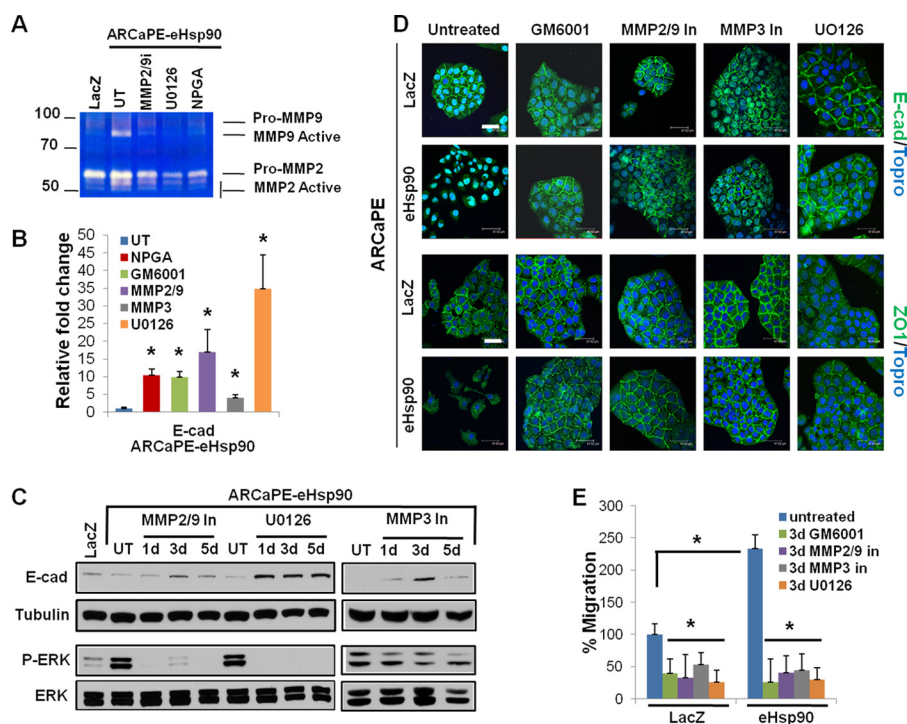 A
ARCaPE-eHsp90
LacZ
UT
MMP2/9i
U0126
NPGA
100
70
50
Pro-MMP9
MMP9 Active
Pro-MMP2
MMP2 Active
B
Relative fold change
50
45
40
35
30
25
20
15
10
5
0
UT
NPGA
GM6001
MMP2/9
MMP3
U0126
*
*
*
*
*
E-cad
ARCaPE-eHsp90
C
ARCaPE-eHsp90
MMP2/9 In
U0126
MMP3 In
LacZ
UT
1d
3d
5d
UT
1d
3d
5d
UT
1d
3d
5d
E-cad
Tubulin
P-ERK
ERK
D
Untreated
GM6001
MMP2/9 In
MMP3 In
UO126
ARCaPE
LacZ
eHsp90
LacZ
eHsp90
E-cad/Topro
ZO1/Topro
E
% Migration
300
250
200
150
100
50
0
untreated
3d GM6001
3d MMP2/9 in
3d MMP3 in
3d U0126
*
*
*
LacZ
eHsp90